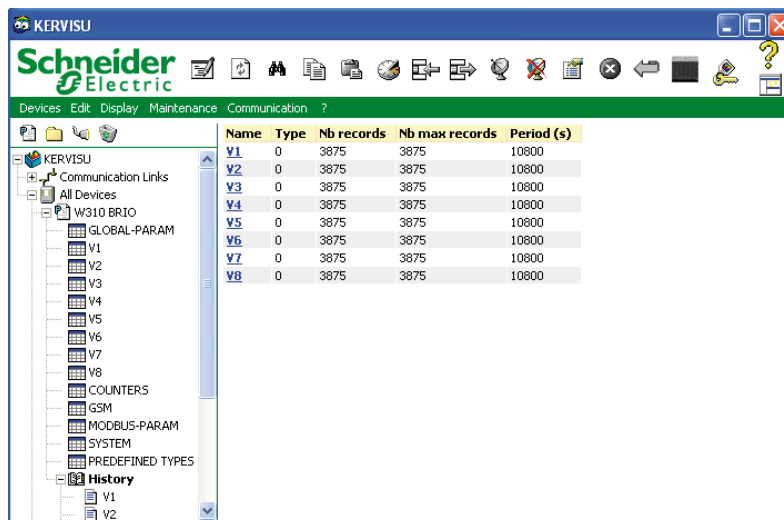 KERVISU
Schneider
Electric
Devices Edit Display Maintenance Communication ?
Name Type Nb records Nb max records Period (s)
V1 0 3875 3875 10800
V2 0 3875 3875 10800
V3 0 3875 3875 10800
V4 0 3875 3875 10800
V5 0 3875 3875 10800
V6 0 3875 3875 10800
V7 0 3875 3875 10800
V8 0 3875 3875 10800
KERVISU
Communication Links
All Devices
W310 BRIO
GLOBAL-PARAM
V1
V2
V3
V4
V5
V6
V7
V8
COUNTERS
GSM
MODBUS-PARAM
SYSTEM
PREDEFINED TYPES
History
V1
V2